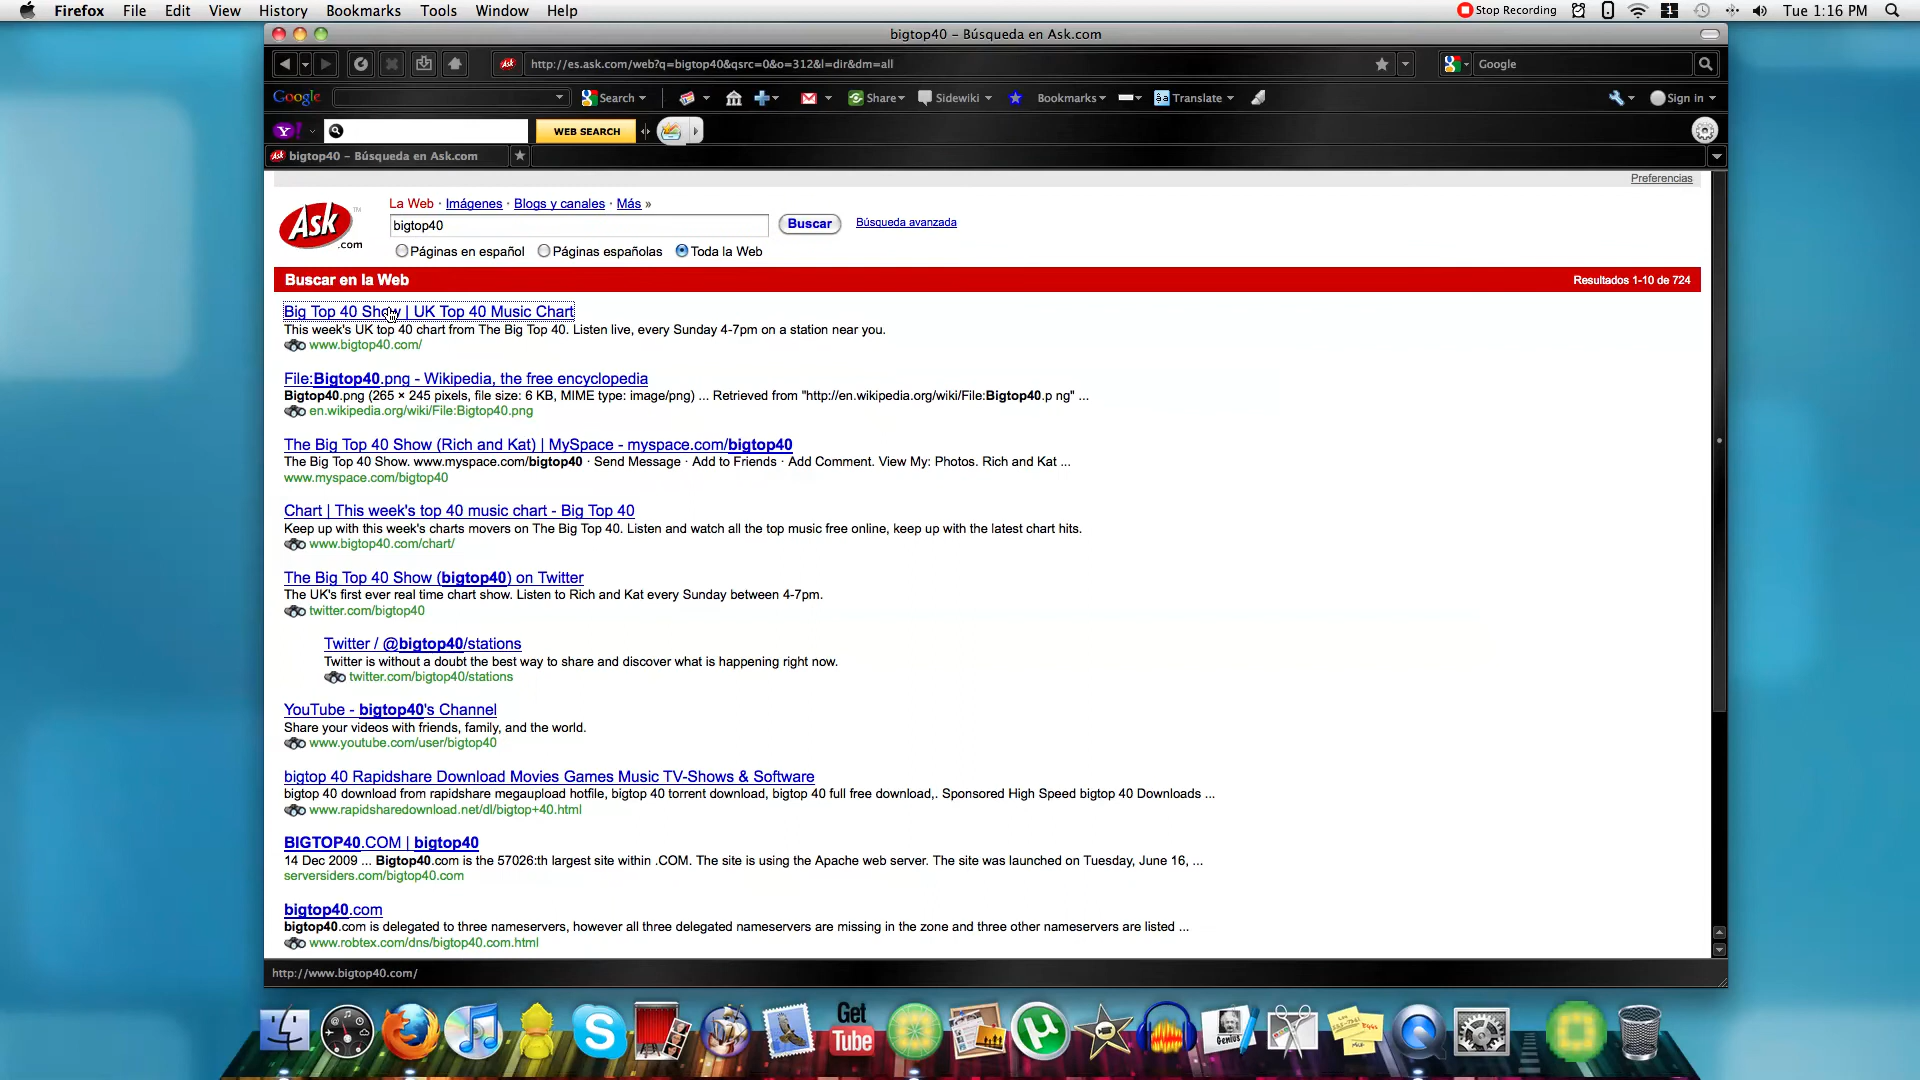 Firefox File Edit View History Bookmarks Tools Window Help Stop Recording 1 Tue 1:16 PM
bigtop40 – Búsqueda en Ask.com
http://es.ask.com/web?q=bigtop40&qsrc=0&o=312&l=dir&dm=all Google
Google Search Share Sidewiki Bookmarks Translate Sign in
Y! WEB SEARCH
Ask bigtop40 – Búsqueda en Ask.com
Preferencias
La Web · Imágenes · Blogs y canales · Más »
Ask.com™
bigtop40 Buscar Búsqueda avanzada
Páginas en español Páginas españolas Toda la Web
Buscar en la Web Resultados 1-10 de 724
Big Top 40 Show | UK Top 40 Music Chart
This week's UK top 40 chart from The Big Top 40. Listen live, every Sunday 4-7pm on a station near you.
www.bigtop40.com/
File:Bigtop40.png - Wikipedia, the free encyclopedia
Bigtop40.png (265 × 245 pixels, file size: 6 KB, MIME type: image/png) ... Retrieved from "http://en.wikipedia.org/wiki/File:Bigtop40.p ng" ...
en.wikipedia.org/wiki/File:Bigtop40.png
The Big Top 40 Show (Rich and Kat) | MySpace - myspace.com/bigtop40
The Big Top 40 Show. www.myspace.com/bigtop40 · Send Message · Add to Friends · Add Comment. View My: Photos. Rich and Kat ...
www.myspace.com/bigtop40
Chart | This week's top 40 music chart - Big Top 40
Keep up with this week's charts movers on The Big Top 40. Listen and watch all the top music free online, keep up with the latest chart hits.
www.bigtop40.com/chart/
The Big Top 40 Show (bigtop40) on Twitter
The UK's first ever real time chart show. Listen to Rich and Kat every Sunday between 4-7pm.
twitter.com/bigtop40
Twitter / @bigtop40/stations
Twitter is without a doubt the best way to share and discover what is happening right now.
twitter.com/bigtop40/stations
YouTube - bigtop40's Channel
Share your videos with friends, family, and the world.
www.youtube.com/user/bigtop40
bigtop 40 Rapidshare Download Movies Games Music TV-Shows & Software
bigtop 40 download from rapidshare megaupload hotfile, bigtop 40 torrent download, bigtop 40 full free download,. Sponsored High Speed bigtop 40 Downloads ...
www.rapidsharedownload.net/dl/bigtop+40.html
BIGTOP40.COM | bigtop40
14 Dec 2009 ... Bigtop40.com is the 57026:th largest site within .COM. The site is using the Apache web server. The site was launched on Tuesday, June 16, ...
serversiders.com/bigtop40.com
bigtop40.com
bigtop40.com is delegated to three nameservers, however all three delegated nameservers are missing in the zone and three other nameservers are listed ...
www.robtex.com/dns/bigtop40.com.html
http://www.bigtop40.com/
Get
Tube
Genius